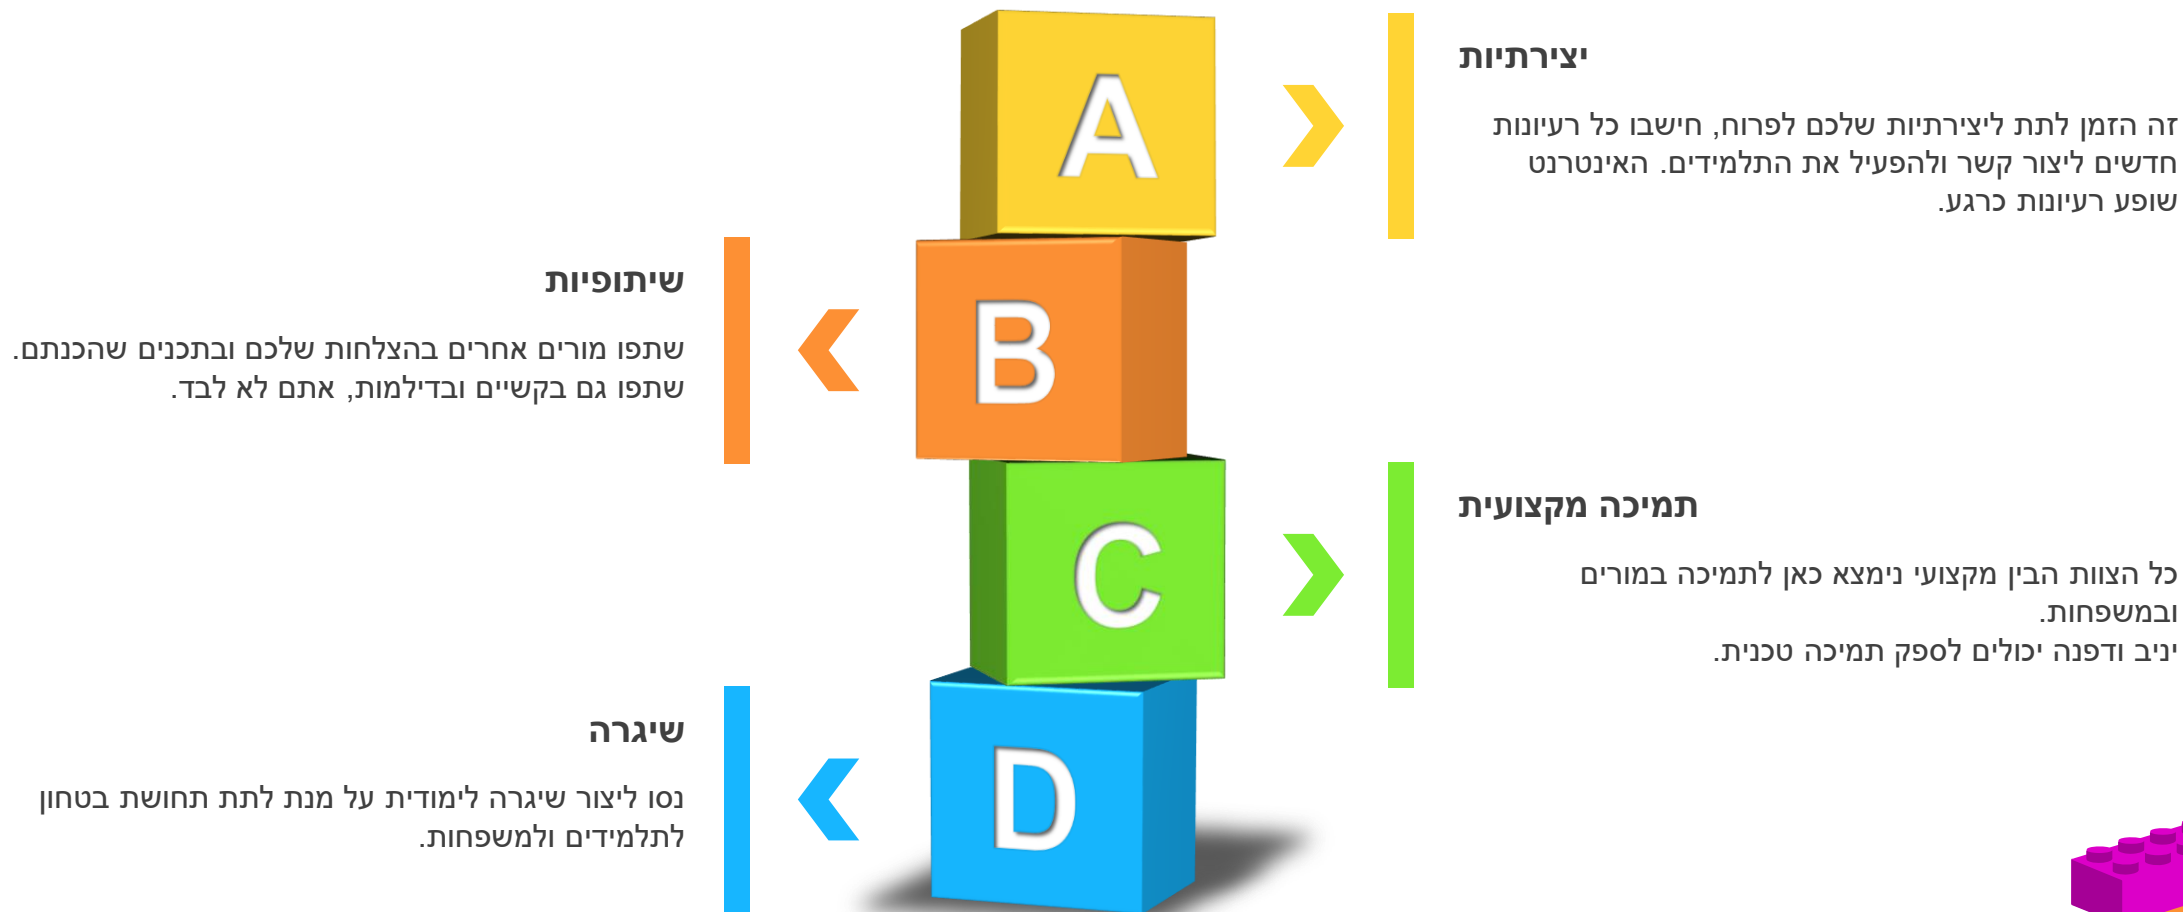 A
יצירתיות
זה הזמן לתת ליצירתיות שלכם לפרוח, חישבו כל רעיונות
חדשים ליצור קשר ולהפעיל את התלמידים. האינטרנט
שופע רעיונות כרגע.
B
שיתופיות
שתפו מורים אחרים בהצלחות שלכם ובתכנים שהכנתם.
שתפו גם בקשיים ובדילמות, אתם לא לבד.
C
תמיכה מקצועית
כל הצוות הבין מקצועי נימצא כאן לתמיכה במורים
ובמשפחות.
יניב ודפנה יכולים לספק תמיכה טכנית.
D
שיגרה
נסו ליצור שיגרה לימודית על מנת לתת תחושת בטחון
לתלמידים ולמשפחות.